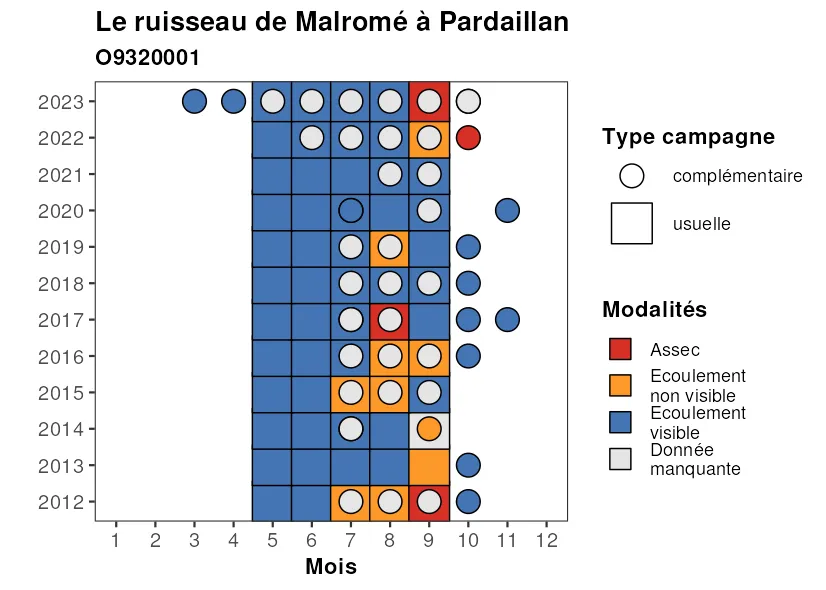 Le ruisseau de Malromé à Pardaillan
O9320001
2023
2022
2021
2020
2019
2018
2017
2016
2015
2014
2013
2012
1 2 3 4 5 6 7 8 9 10 11 12
Mois
Type campagne
complémentaire
usuelle
Modalités
Assec
Ecoulement
non visible
Ecoulement
visible
Donnée
manquante